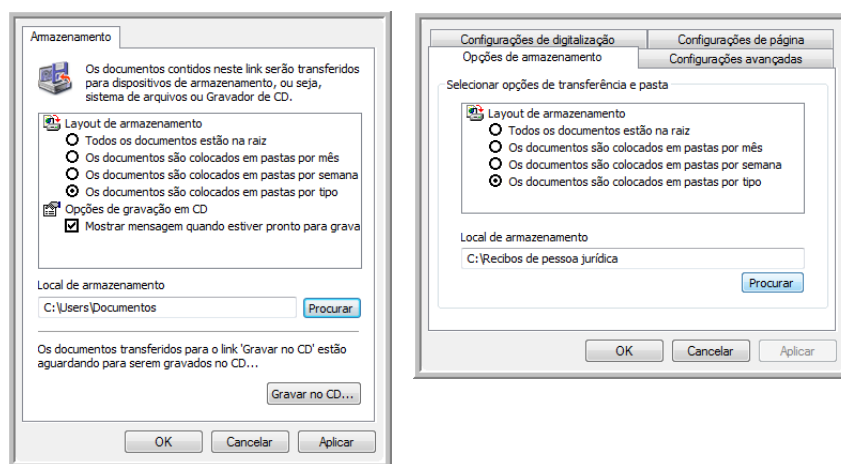 Armazenamento
Os documentos contidos neste link serão transferidos
para dispositivos de armazenamento, ou seja,
sistema de arquivos ou Gravador de CD.
Layout de armazenamento
Todos os documentos estão na raiz
Os documentos são colocados em pastas por mês
Os documentos são colocados em pastas por semana
Os documentos são colocados em pastas por tipo
Opções de gravação em CD
Mostrar mensagem quando estiver pronto para grava
Local de armazenamento
C:\Users\Documentos
Procurar
Os documentos transferidos para o link 'Gravar no CD' estão
aguardando para serem gravados no CD...
Gravar no CD...
OK Cancelar Aplicar
Configurações de digitalização Configurações de página
Opções de armazenamento Configurações avançadas
Selecionar opções de transferência e pasta
Layout de armazenamento
Todos os documentos estão na raiz
Os documentos são colocados em pastas por mês
Os documentos são colocados em pastas por semana
Os documentos são colocados em pastas por tipo
Local de armazenamento
C:\Recibos de pessoa jurídica
Procurar
OK Cancelar Aplicar